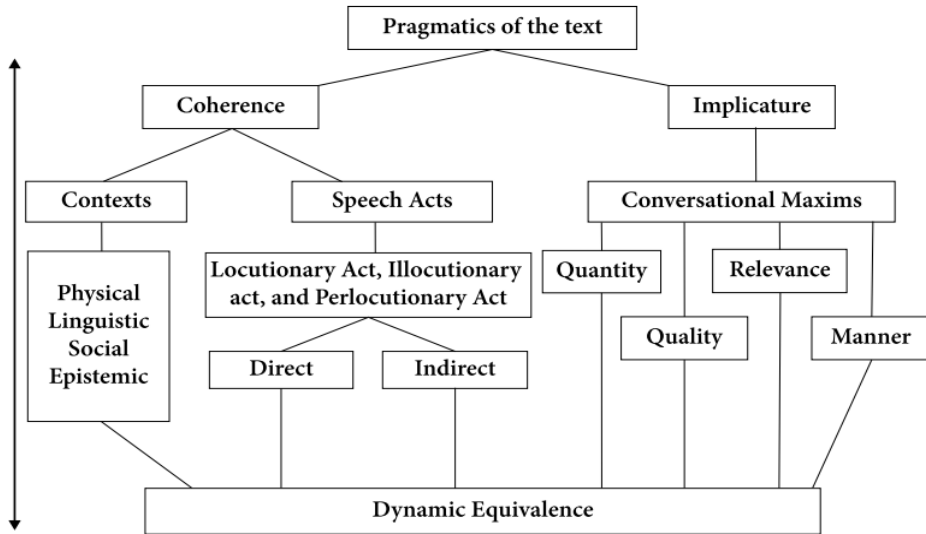 Pragmatics of the text
Coherence
Implicature
Contexts
Speech Acts
Conversational Maxims
Physical
Linguistic
Social
Epistemic
Locutionary Act, Illocutionary
act, and Perlocutionary Act
Quantity
Relevance
Quality
Manner
Direct
Indirect
Dynamic Equivalence